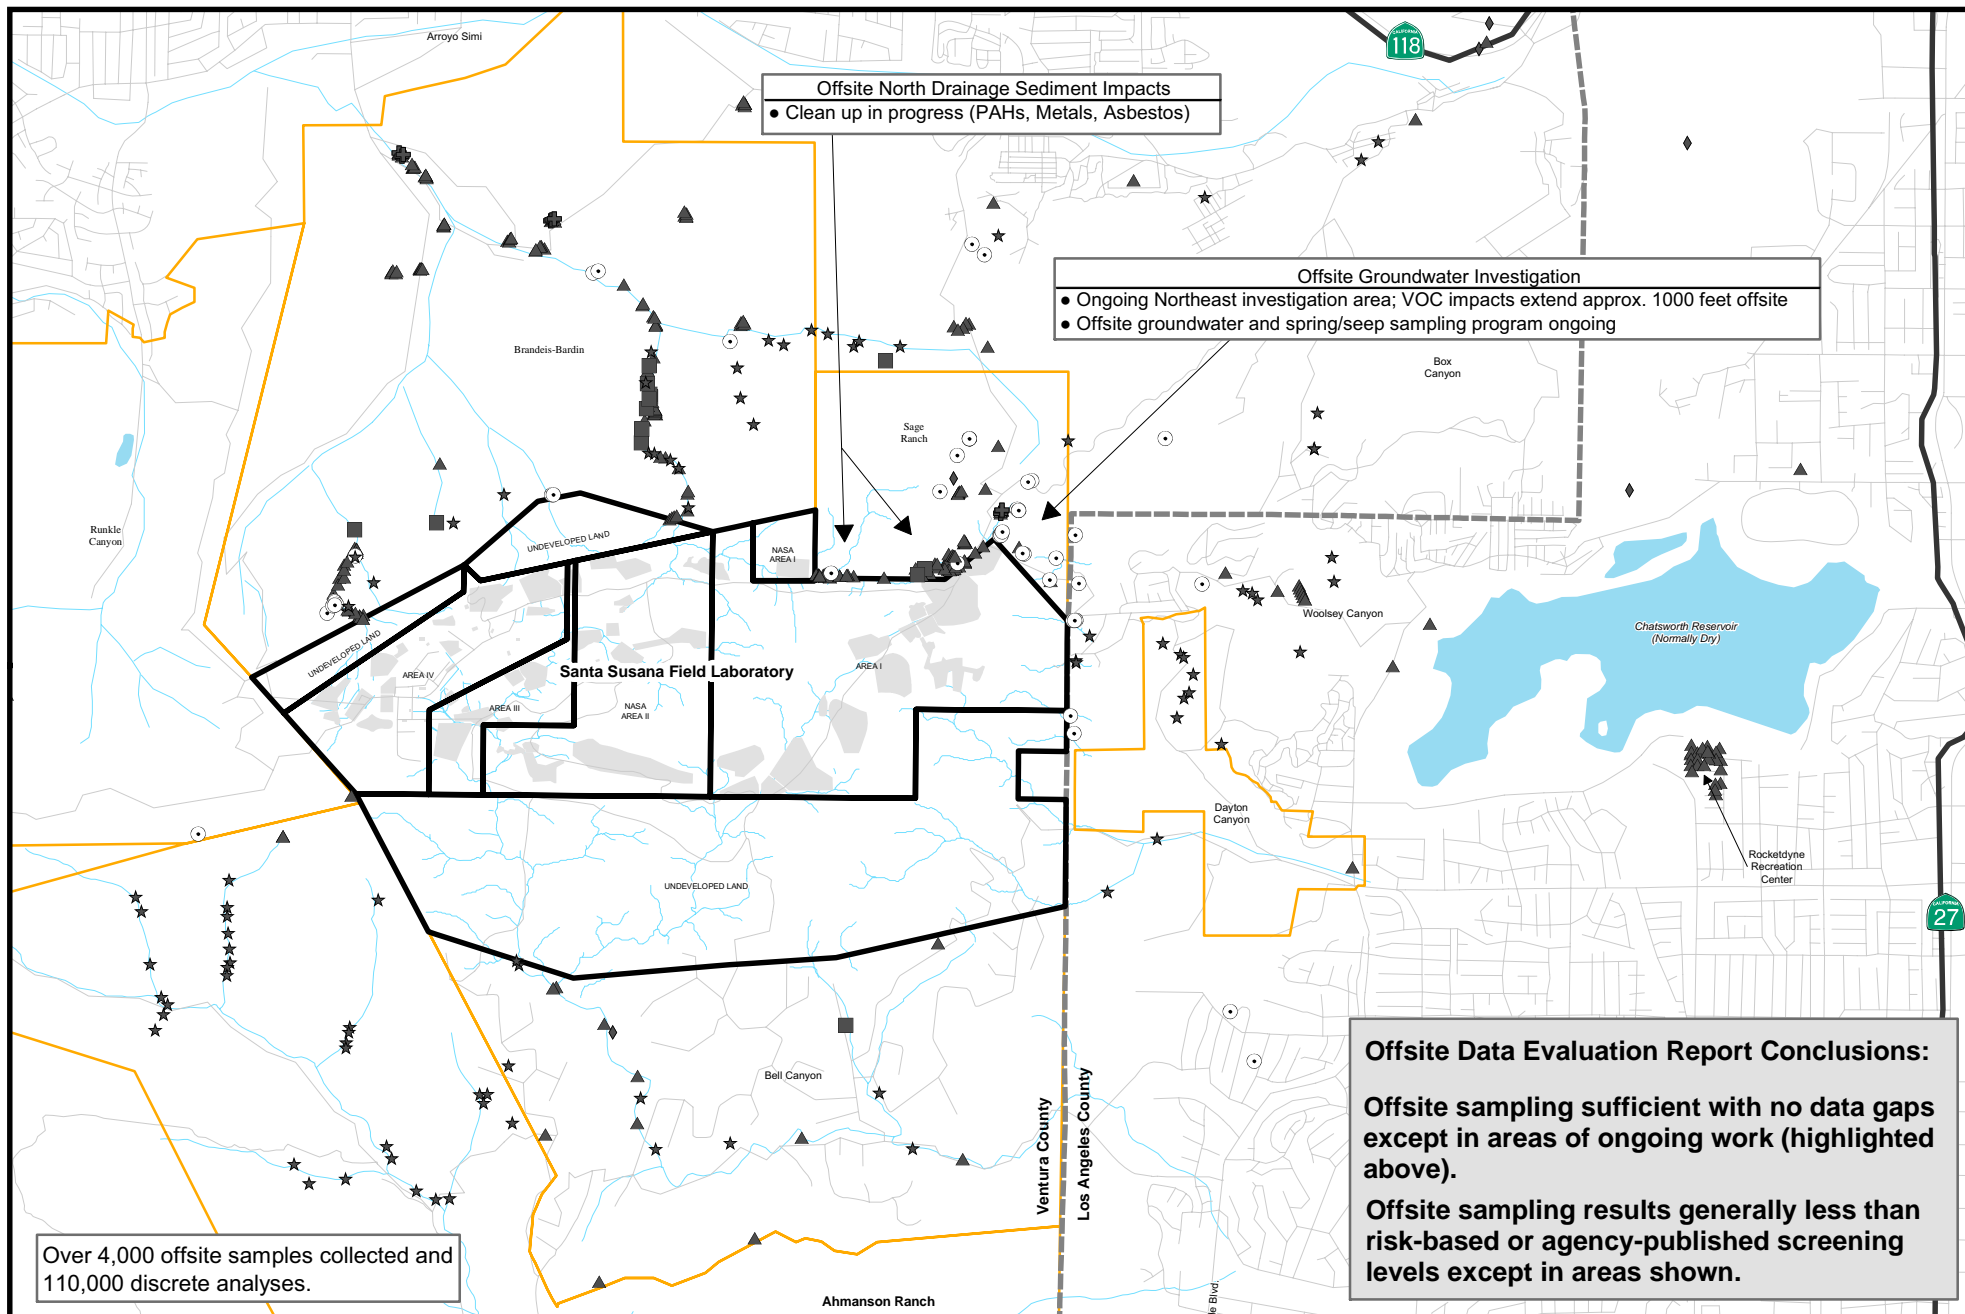 Arroyo Simi
CALIFORNIA
118
Offsite North Drainage Sediment Impacts
● Clean up in progress (PAHs, Metals, Asbestos)
Offsite Groundwater Investigation
● Ongoing Northeast investigation area; VOC impacts extend approx. 1000 feet offsite
● Offsite groundwater and spring/seep sampling program ongoing
Brandeis-Bardin
Box
Canyon
Sage
Ranch
Runkle
Canyon
UNDEVELOPED LAND
NASA
AREA I
UNDEVELOPED LAND
AREA IV
Santa Susana Field Laboratory
AREA I
AREA III
NASA
AREA II
Woolsey Canyon
Chatsworth Reservoir
(Normally Dry)
Dayton
Canyon
Rocketdyne
Recreation
Center
UNDEVELOPED LAND
CALIFORNIA
27
Bell Canyon
Ventura County
Los Angeles County
Offsite Data Evaluation Report Conclusions:
Offsite sampling sufficient with no data gaps
except in areas of ongoing work (highlighted
above).
Offsite sampling results generally less than
risk-based or agency-published screening
levels except in areas shown.
Over 4,000 offsite samples collected and
110,000 discrete analyses.
Ahmanson Ranch
le Blvd.